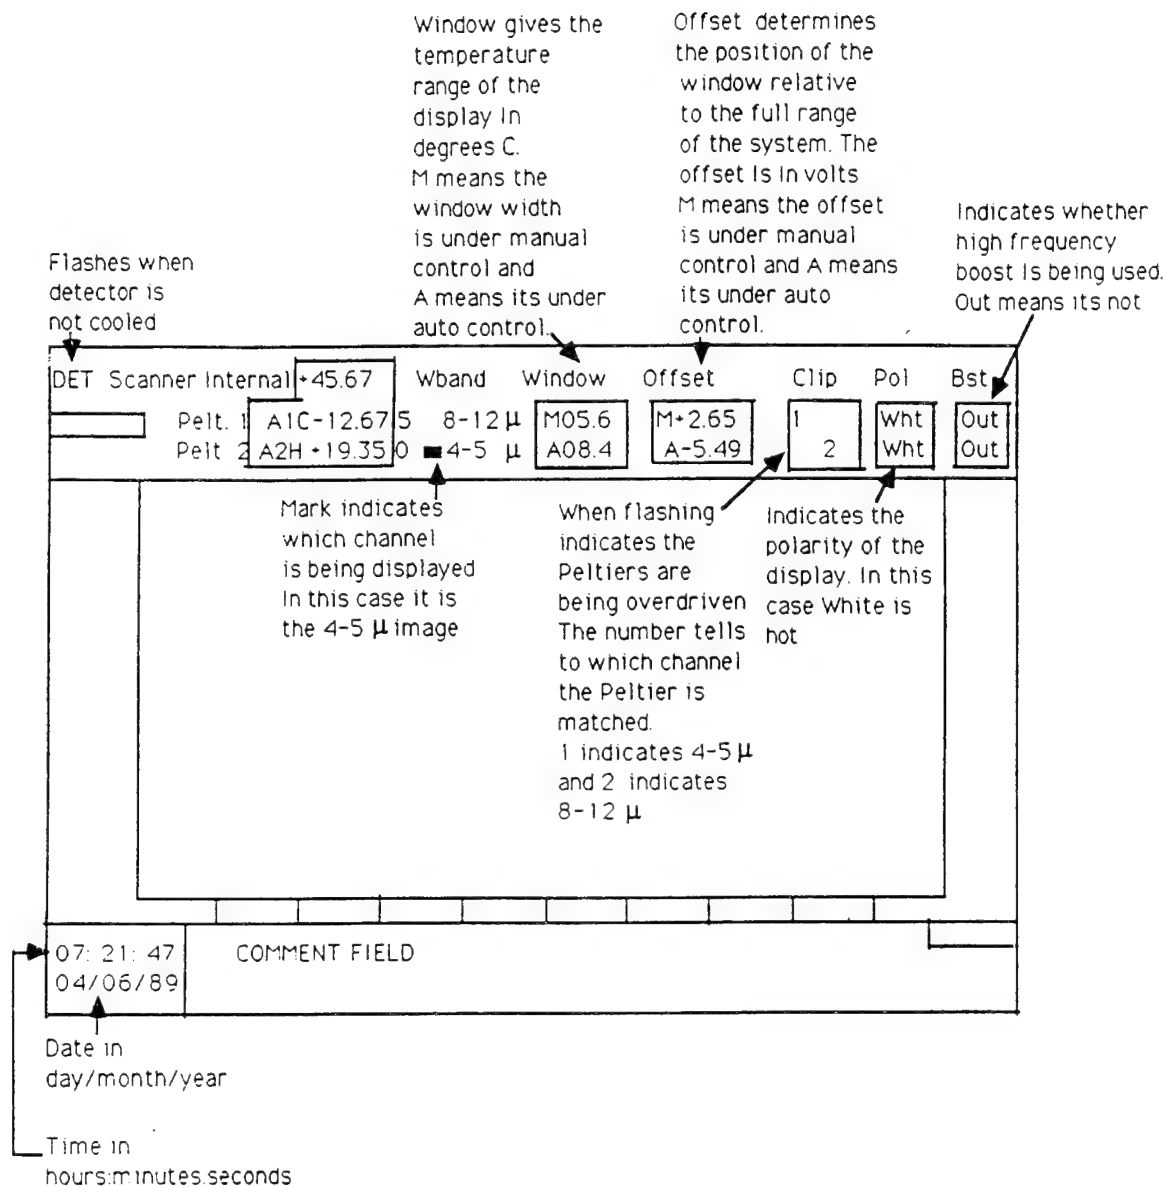 Window gives the
temperature
range of the
display In
degrees C.
M means the
window width
is under manual
control and
A means its under
auto control.
Offset determines
the position of the
window relative
to the full range
of the system. The
offset Is In volts
M means the offset
is under manual
control and A means
its under auto
control.
Indicates whether
high frequency
boost Is being used.
Out means its not
Flashes when
detector is
not cooled
DET Scanner Internal +45.67 Wband Window Offset Clip Pol Bst
Pelt. 1 A1C-12.67 5 8-12 μ M05.6 M+2.65 1 Wht Out
Pelt 2 A2H +19.35 0 4-5 μ A08.4 A-5.49 2 Wht Out
Mark indicates
which channel
is being displayed
In this case it is
the 4-5 μ image
When flashing
indicates the
Peltiers are
being overdriven
The number tells
to which channel
the Peltier is
matched.
1 indicates 4-5 μ
and 2 indicates
8-12 μ
Indicates the
polarity of the
display. In this
case White is
hot
07: 21: 47 COMMENT FIELD
04/06/89
Date in
day/month/year
Time in
hours:minutes.seconds